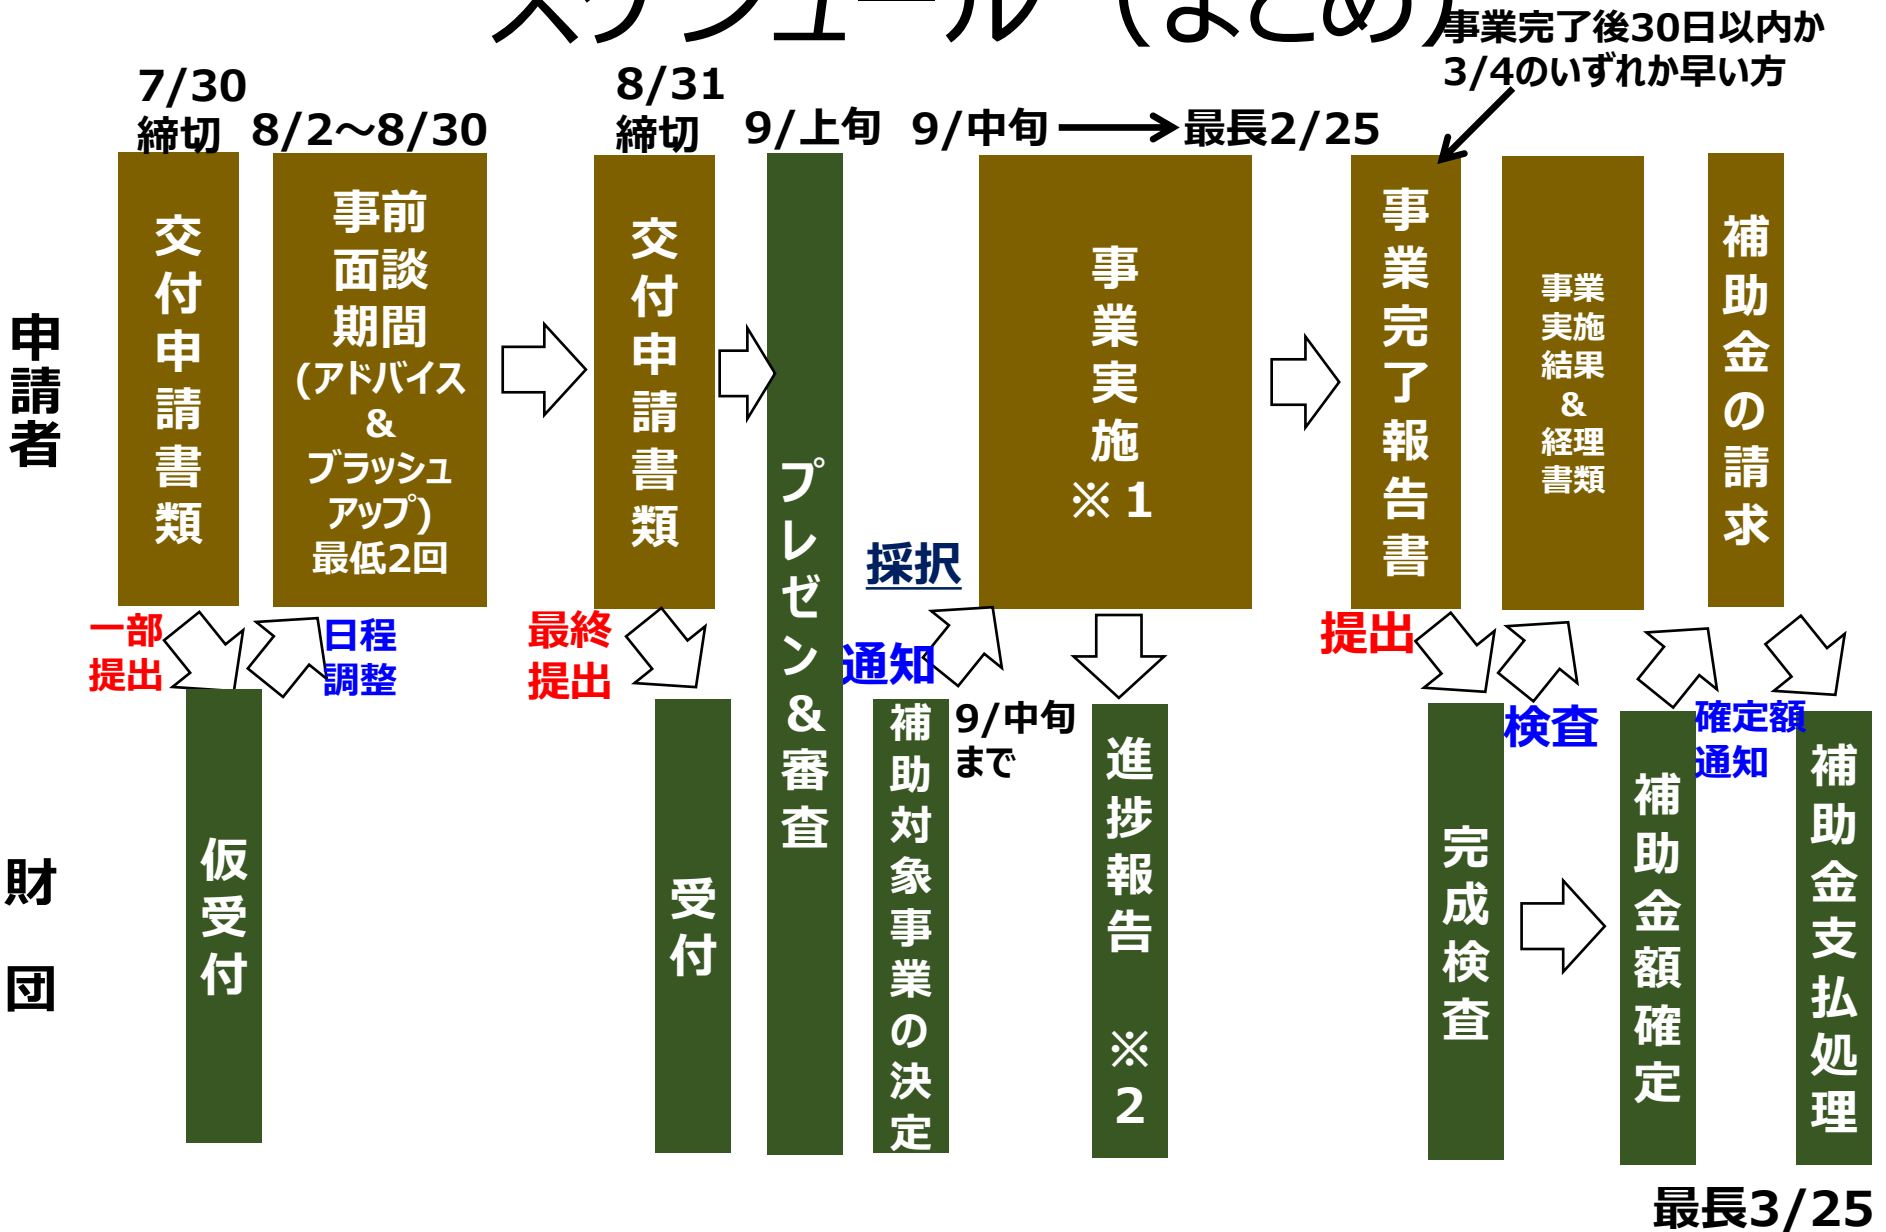 スケジュール（まとめ）
事業完了後30日以内か
3/4のいずれか早い方
7/30
締切
8/2～8/30
8/31
締切
9/上旬
9/中旬
最長2/25
申請者
交付申請書類
事前
面談
期間
(アドバイス
&
ブラッシュ
アップ)
最低2回
交付申請書類
プレゼン&審査
事業実施※1
事業完了報告書
事業
実施
結果
&
経理
書類
補助金の請求
一部
提出
日程
調整
最終
提出
採択
通知
9/中旬
まで
提出
検査
確定額
通知
財団
仮受付
受付
補助対象事業の決定
進捗報告 ※2
完成検査
補助金額確定
補助金支払処理
最長3/25